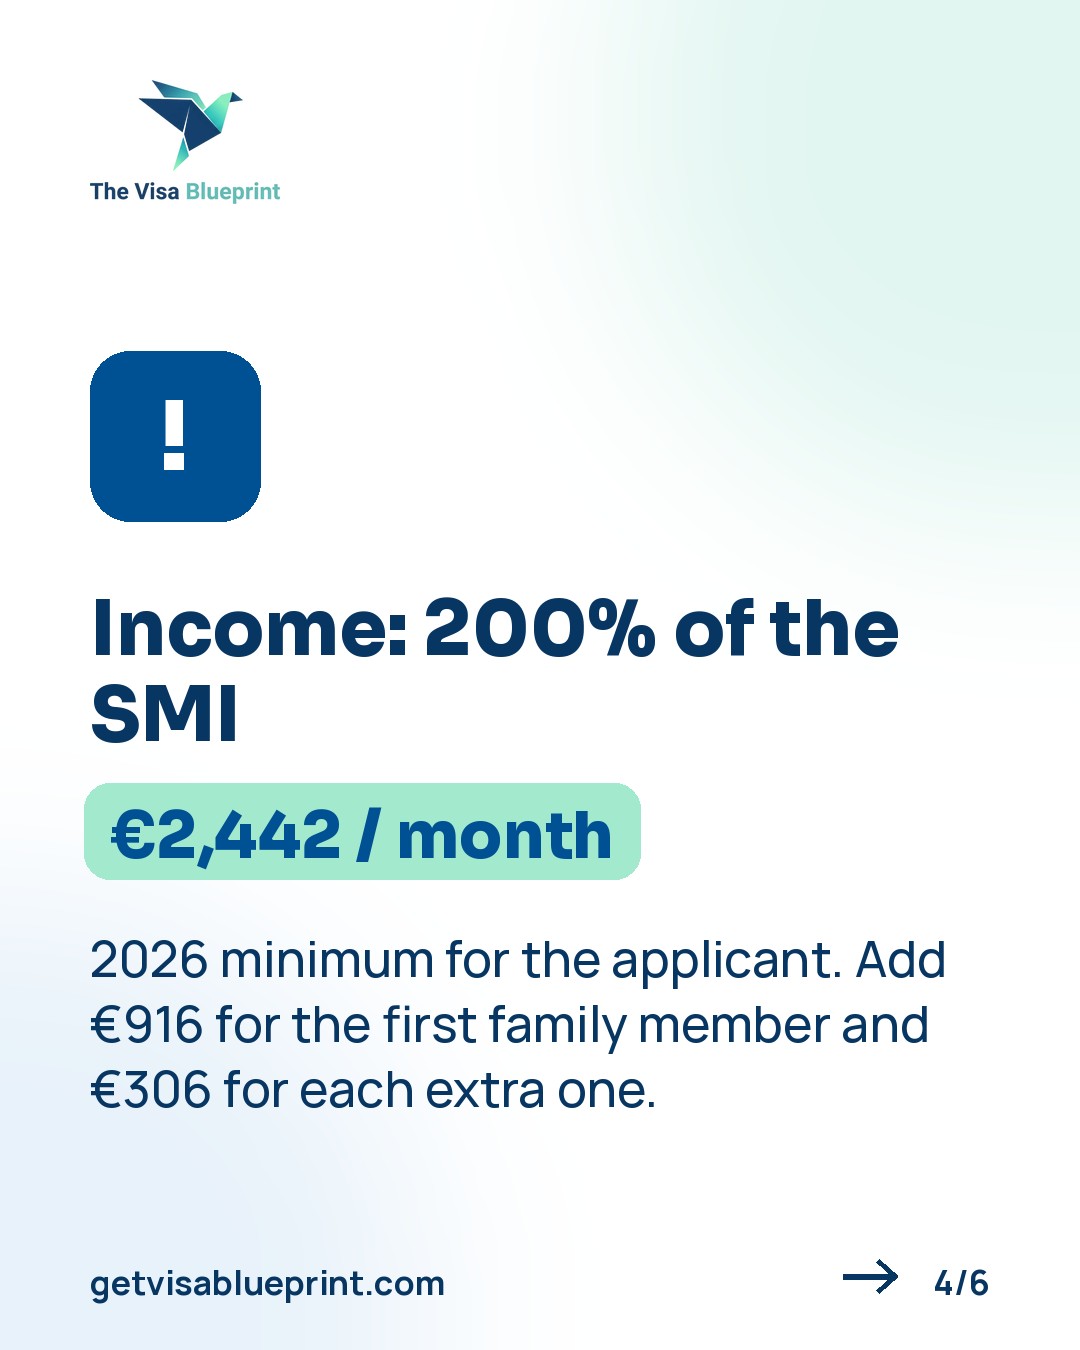 The Visa Blueprint
!
Income: 200% of the
SMI
€2,442 / month
2026 minimum for the applicant. Add
€916 for the first family member and
€306 for each extra one.
getvisablueprint.com
→ 4/6